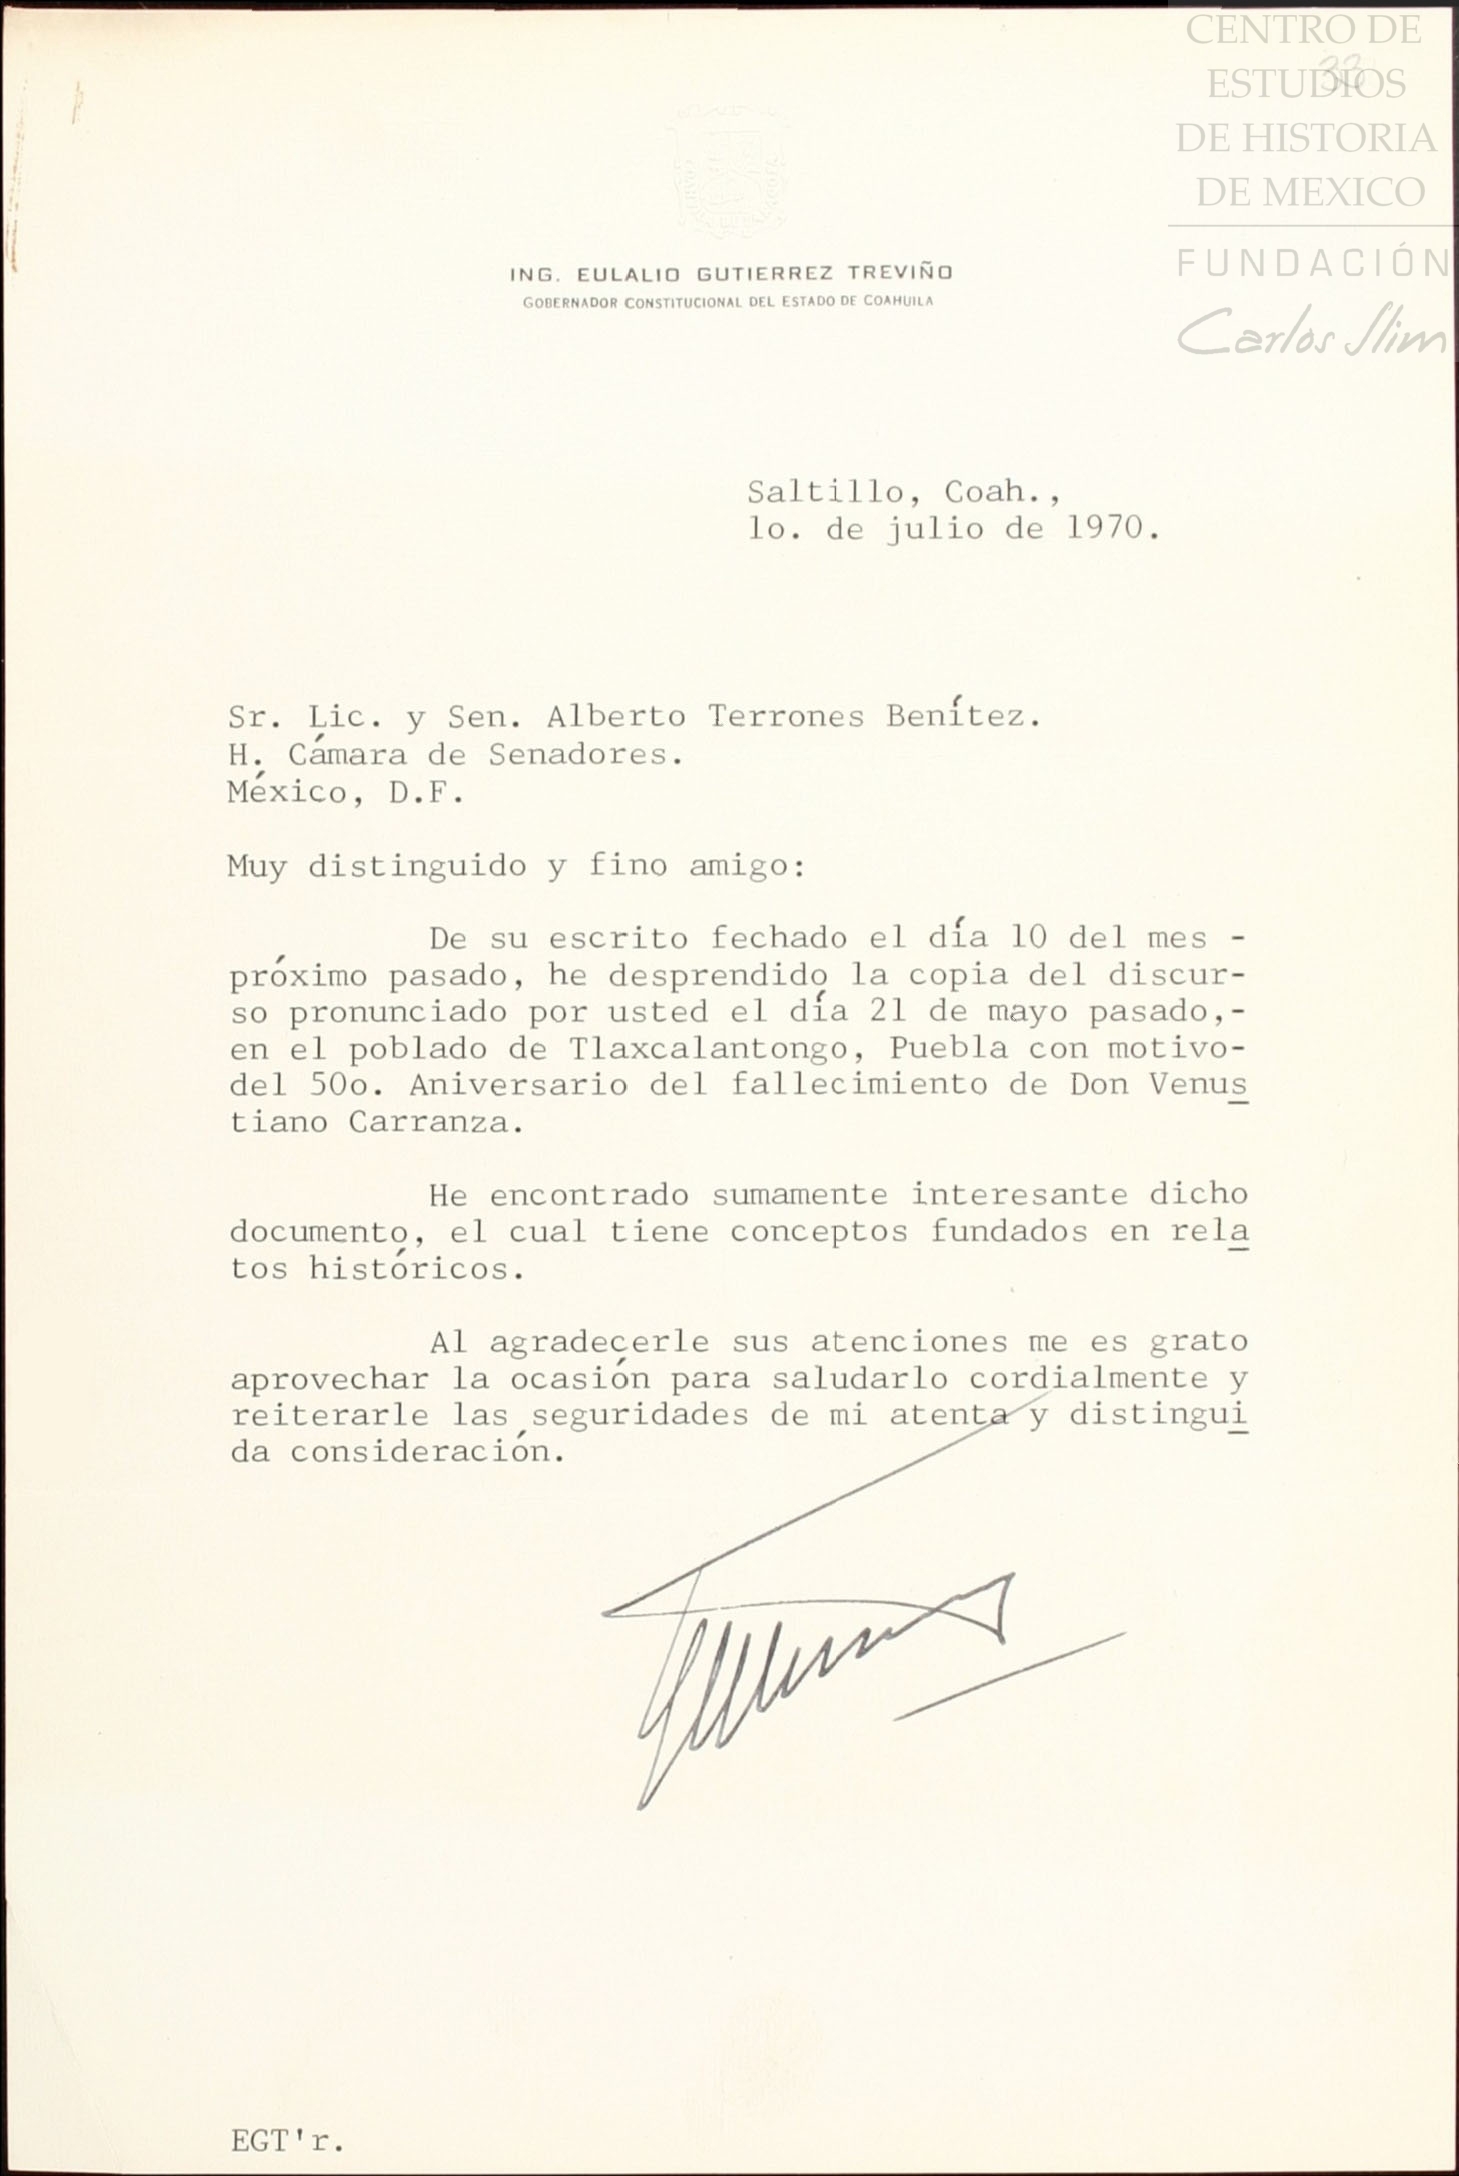 CENTRO DE
ESTUDIOS
DE HISTORIA
DE MEXICO
FUNDACIÓN
Carlos Slim
33
ING. EULALIO GUTIERREZ TREVIÑO
GOBERNADOR CONSTITUCIONAL DEL ESTADO DE COAHUILA
Saltillo, Coah.,
lo. de julio de 1970.
Sr. Lic. y Sen. Alberto Terrones Benítez.
H. Cámara de Senadores.
México, D.F.
Muy distinguido y fino amigo:
De su escrito fechado el día 10 del mes -
próximo pasado, he desprendido la copia del discur-
so pronunciado por usted el día 21 de mayo pasado,-
en el poblado de Tlaxcalantongo, Puebla con motivo-
del 50o. Aniversario del fallecimiento de Don Venus
tiano Carranza.
He encontrado sumamente interesante dicho
documento, el cual tiene conceptos fundados en rela
tos históricos.
Al agradecerle sus atenciones me es grato
aprovechar la ocasión para saludarlo cordialmente y
reiterarle las seguridades de mi atenta y distingui
da consideración.
EGT'r.